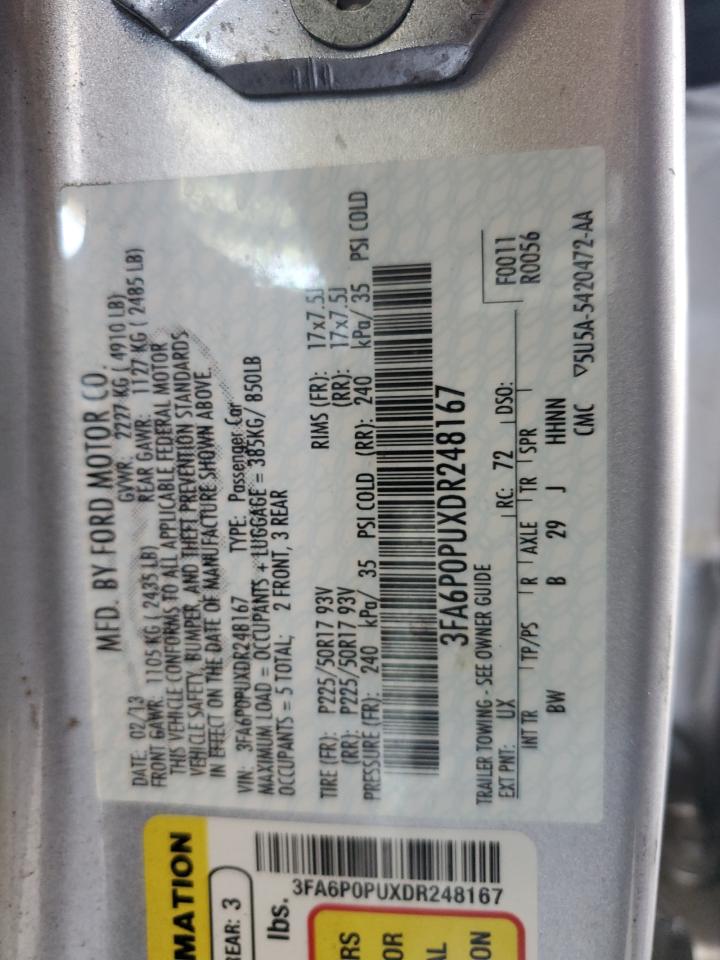 MFD. BY FORD MOTOR CO.
DATE: 02/13 GVWR: 2227 KG ( 4910 LB)
FRONT GAWR: 1105 KG ( 2435 LB) REAR GAWR: 1127 KG ( 2485 LB)
THIS VEHICLE CONFORMS TO ALL APPLICABLE FEDERAL MOTOR
VEHICLE SAFETY, BUMPER, AND THEFT PREVENTION STANDARDS
IN EFFECT ON THE DATE OF MANUFACTURE SHOWN ABOVE.
VIN: 3FA6P0PUXDR248167 TYPE: Passenger Car
MAXIMUM LOAD = OCCUPANTS + LUGGAGE = 385KG/ 850LB
OCCUPANTS = 5 TOTAL; 2 FRONT, 3 REAR
TIRE (FR): P225/50R17 93V RIMS (FR): 17x7.5J
(RR): P225/50R17 93V (RR): 17x7.5J
PRESSURE (FR): 240 kPa/ 35 PSI COLD (RR): 240 kPa/ 35 PSI COLD
3FA6P0PUXDR248167
TRAILER TOWING - SEE OWNER GUIDE
EXT PNT: UX RC: 72 DSO: F0011
R0056
INT TR TP/PS R AXLE TR SPR
BW B 29 J HHNN
CMC ▽5U5A-5420472-AA
MATION
REAR: 3
lbs.
3FA6P0PUXDR248167
RS
OR
AL
ON